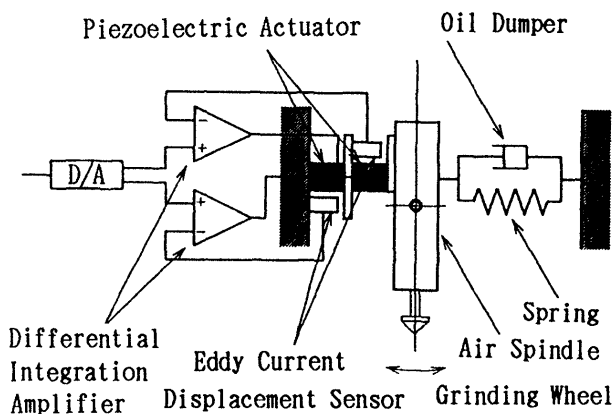 Piezoelectric Actuator
Oil Dumper
−
+
D/A
+
−
Differential
Integration
Amplifier
Eddy Current
Displacement Sensor
Spring
Air Spindle
Grinding Wheel